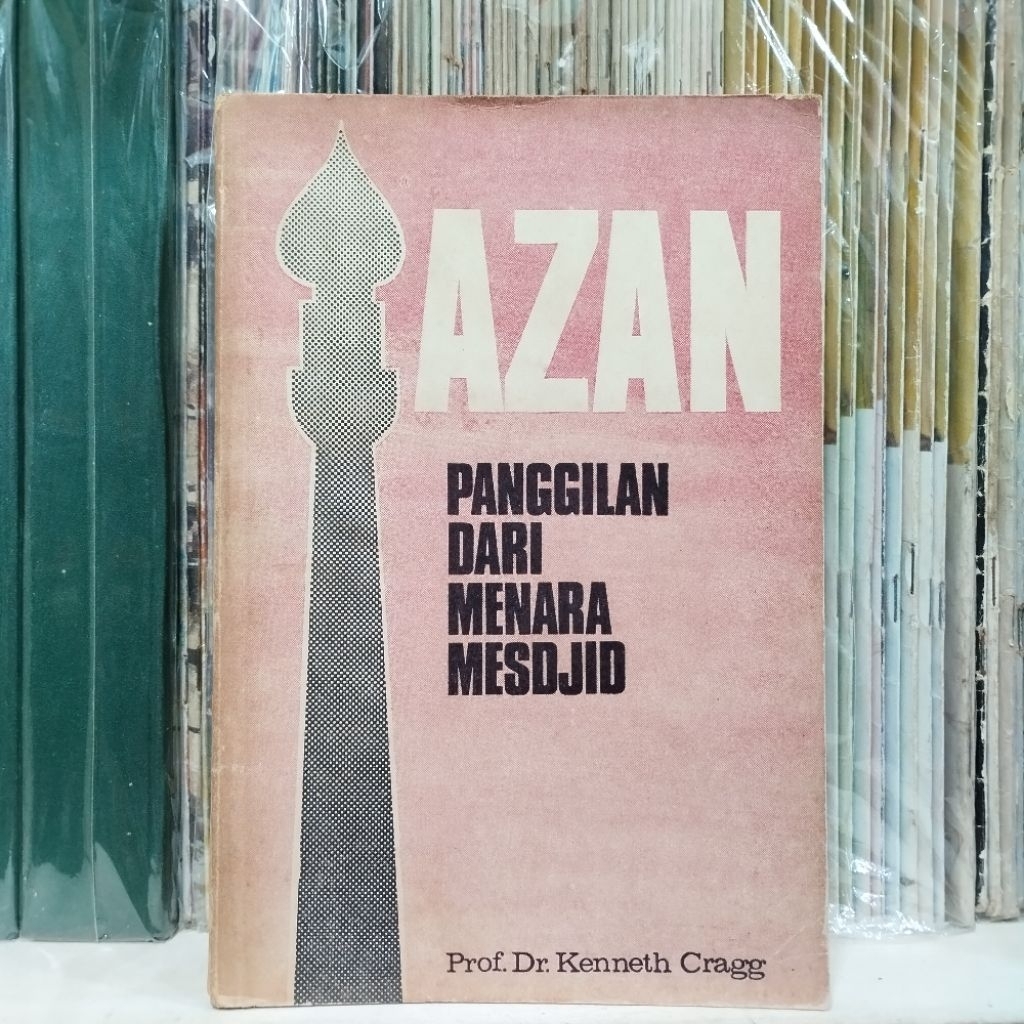 AZAN
PANGGILAN
DARI
MENARA
MESDJID
Prof. Dr. Kenneth Cragg